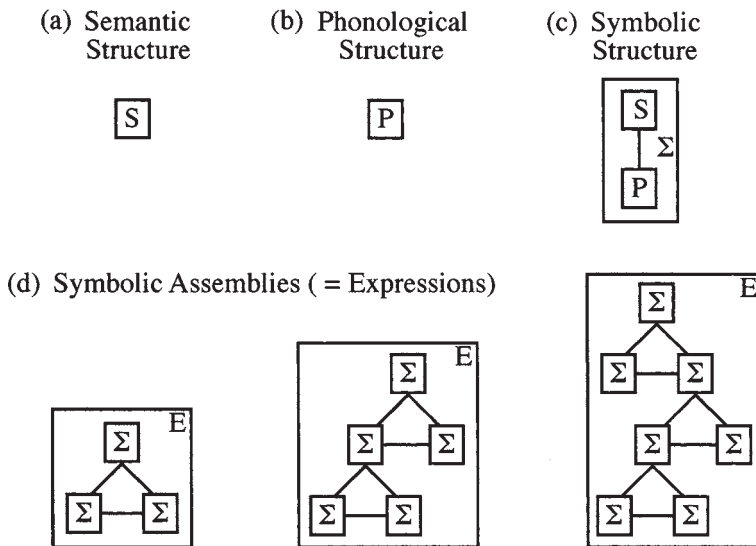 (a) Semantic Structure
(b) Phonological Structure
(c) Symbolic Structure
S
P
S
Σ
P
(d) Symbolic Assemblies ( = Expressions)
E
Σ
Σ Σ
E
Σ
Σ Σ
Σ Σ
E
Σ
Σ Σ
Σ Σ
Σ Σ